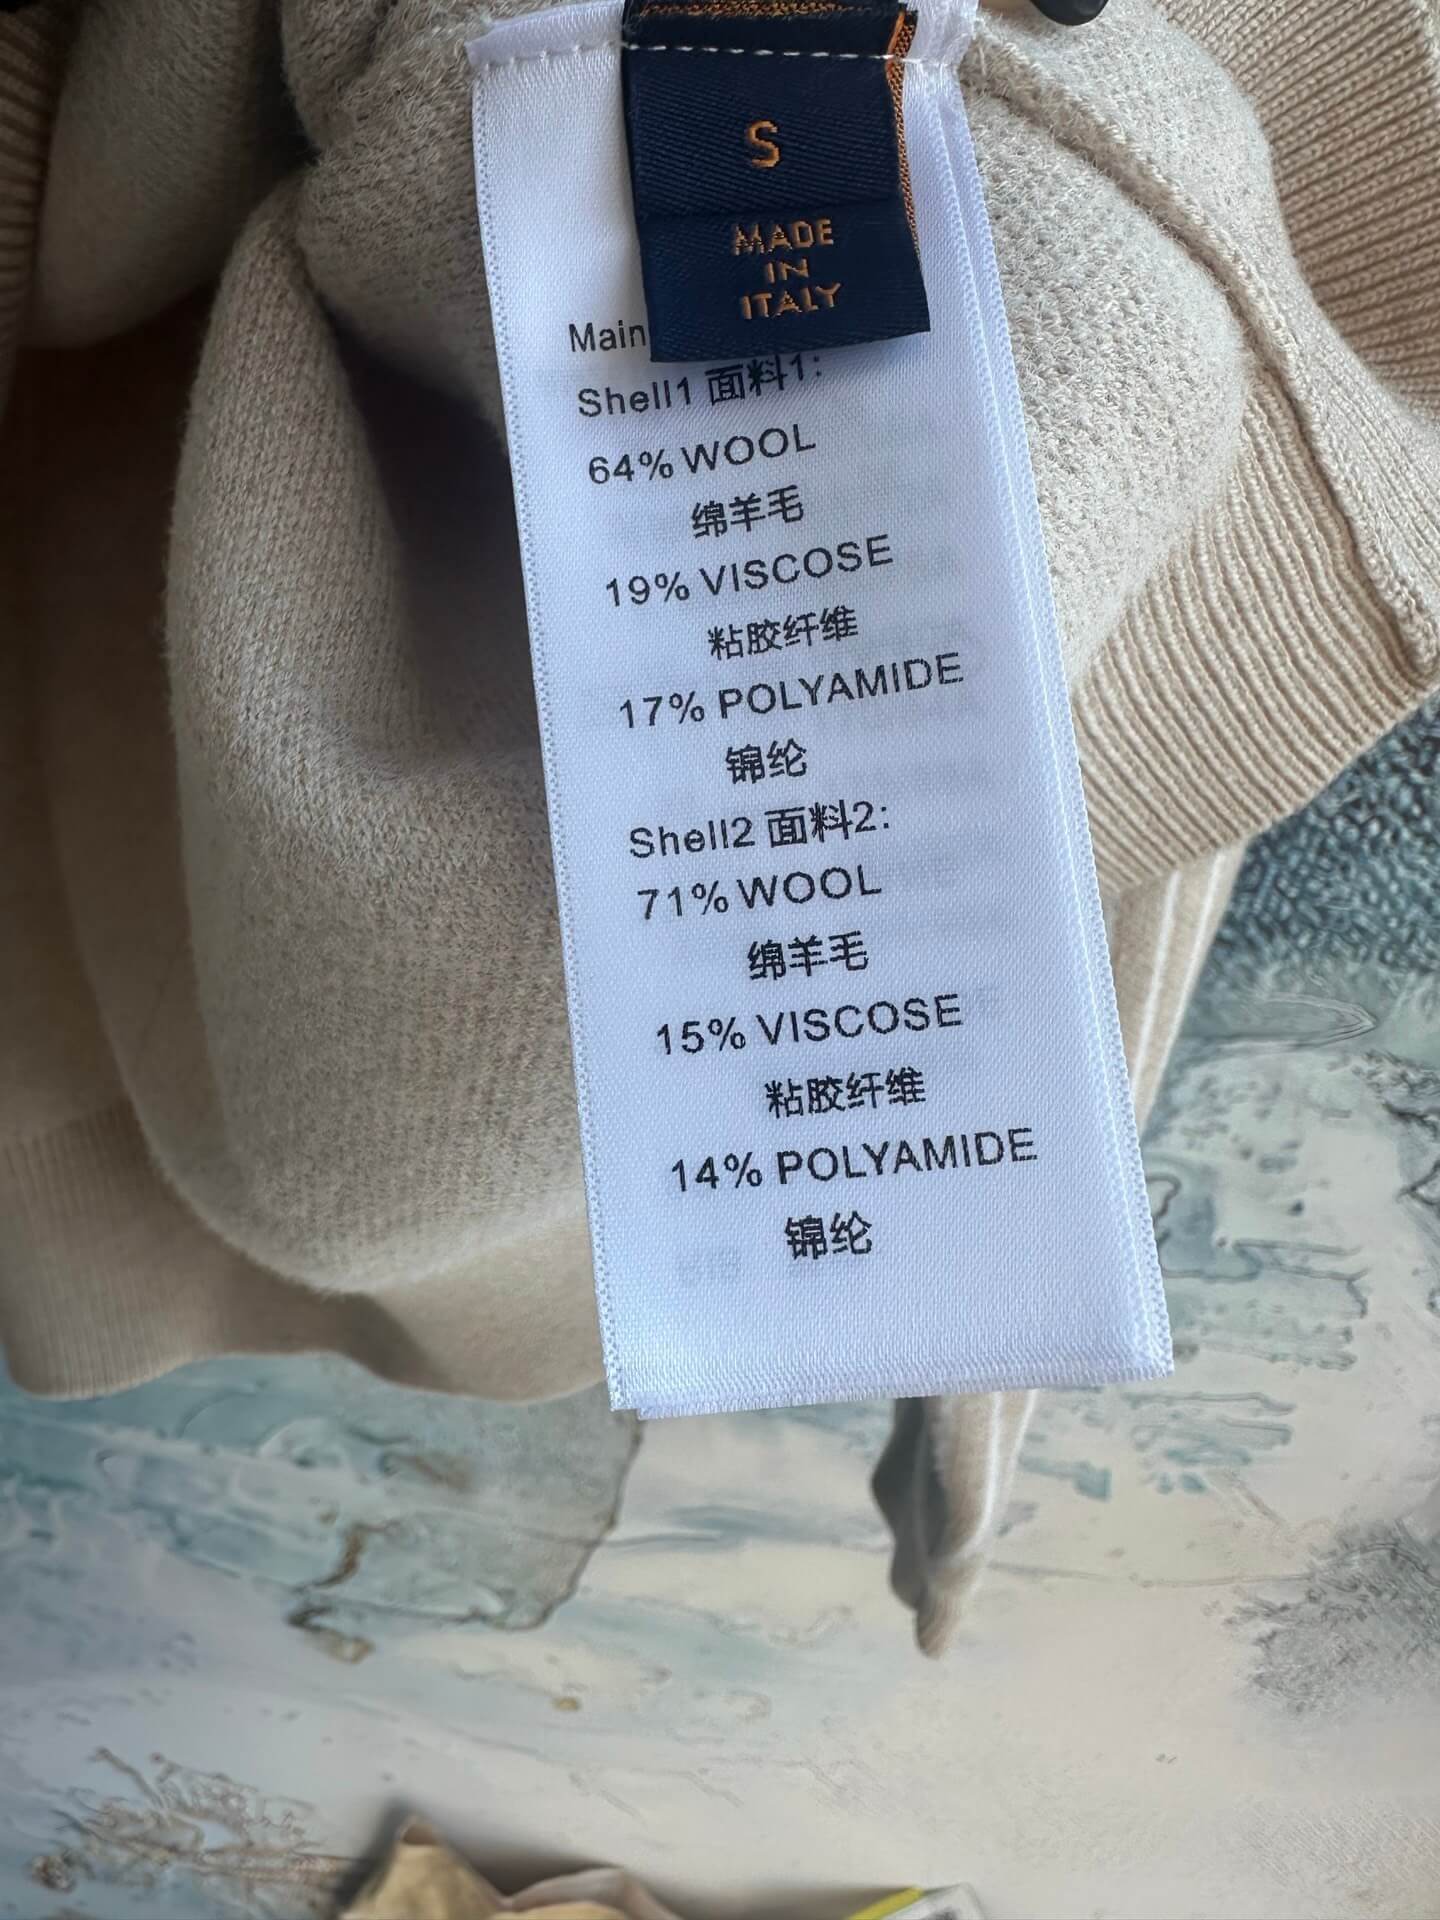 S
MADE
IN
ITALY
Main
Shell1 面料1:
64% WOOL
绵羊毛
19% VISCOSE
粘胶纤维
17% POLYAMIDE
锦纶
Shell2 面料2:
71% WOOL
绵羊毛
15% VISCOSE
粘胶纤维
14% POLYAMIDE
锦纶